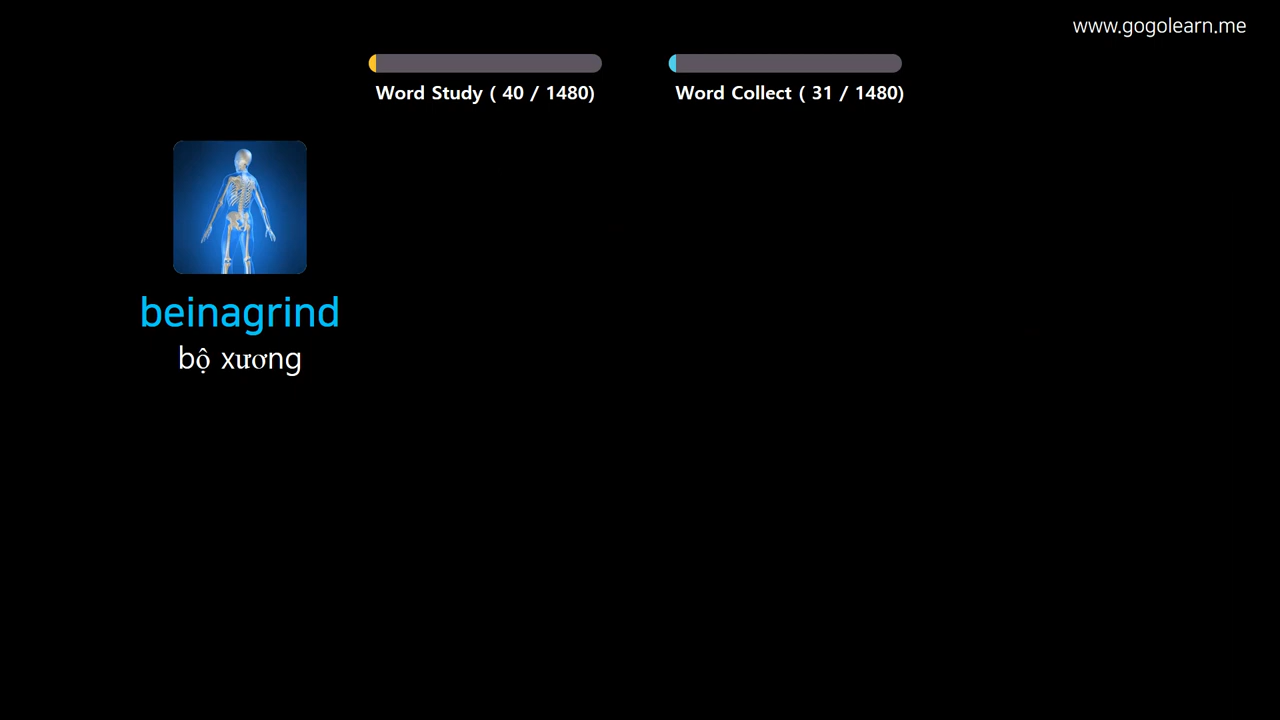 www.gogolearn.me
Word Study ( 40 / 1480)
Word Collect ( 31 / 1480)
beinagrind
bộ xương